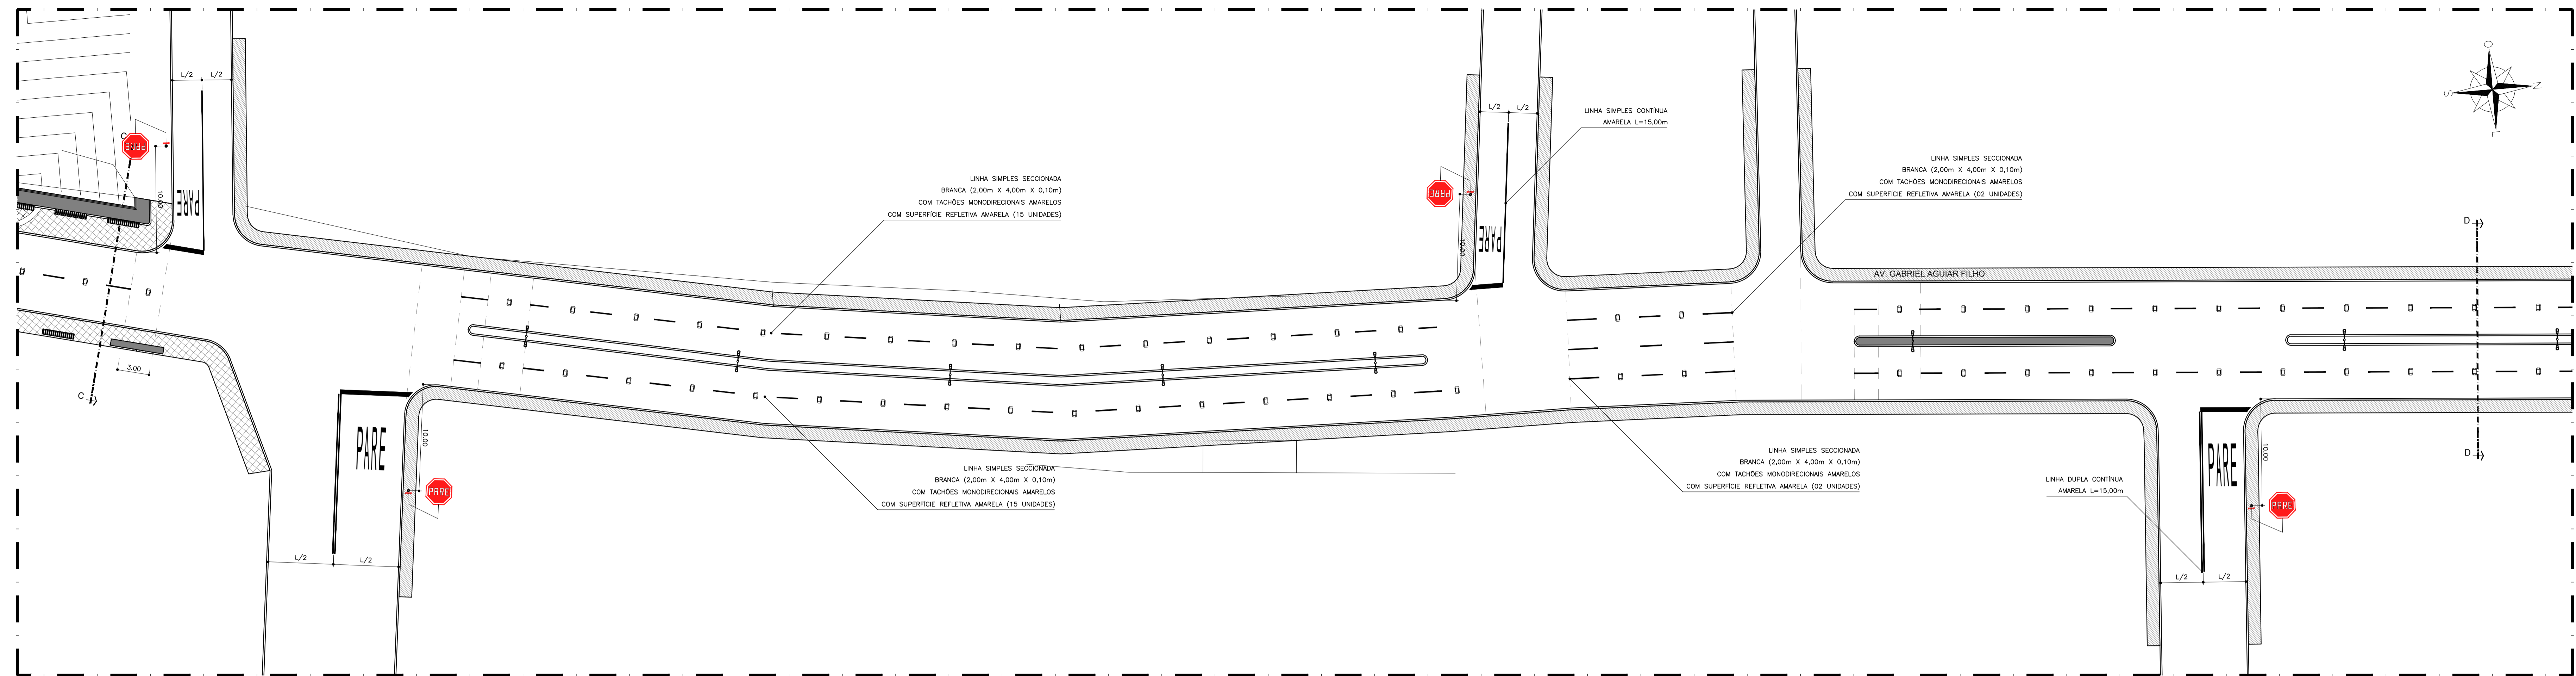 L/2
L/2
C
PARE
10.00
PARE
3.00
C
PARE
10.00
PARE
L/2
L/2
LINHA SIMPLES SECCIONADA
BRANCA (2,00m X 4,00m X 0,10m)
COM TACHÕES MONODIRECIONAIS AMARELOS
COM SUPERFÍCIE REFLETIVA AMARELA (15 UNIDADES)
LINHA SIMPLES SECCIONADA
BRANCA (2,00m X 4,00m X 0,10m)
COM TACHÕES MONODIRECIONAIS AMARELOS
COM SUPERFÍCIE REFLETIVA AMARELA (15 UNIDADES)
L/2
L/2
PARE
10.00
PARE
LINHA SIMPLES CONTÍNUA
AMARELA L=15,00m
LINHA SIMPLES SECCIONADA
BRANCA (2,00m X 4,00m X 0,10m)
COM TACHÕES MONODIRECIONAIS AMARELOS
COM SUPERFÍCIE REFLETIVA AMARELA (02 UNIDADES)
AV. GABRIEL AGUIAR FILHO
LINHA SIMPLES SECCIONADA
BRANCA (2,00m X 4,00m X 0,10m)
COM TACHÕES MONODIRECIONAIS AMARELOS
COM SUPERFÍCIE REFLETIVA AMARELA (02 UNIDADES)
LINHA DUPLA CONTÍNUA
AMARELA L=15,00m
PARE
10.00
PARE
L/2
L/2
D
D
O
N
S
L